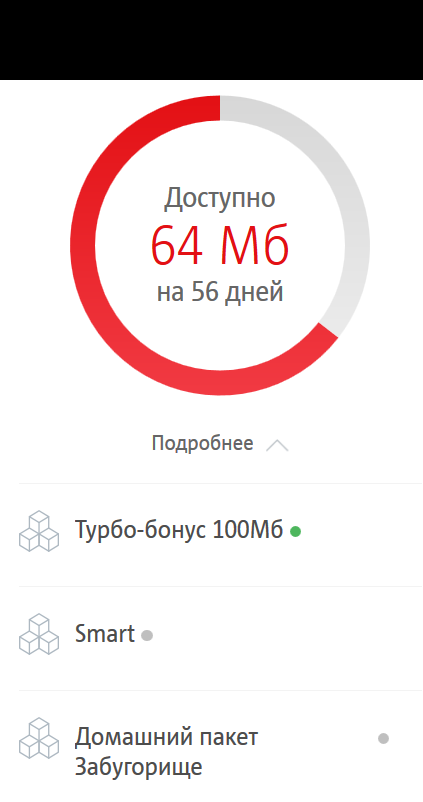 Доступно
64 Мб
на 56 дней
Подробнее
Турбо-бонус 100Мб
Smart
Домашний пакет
Забугорище